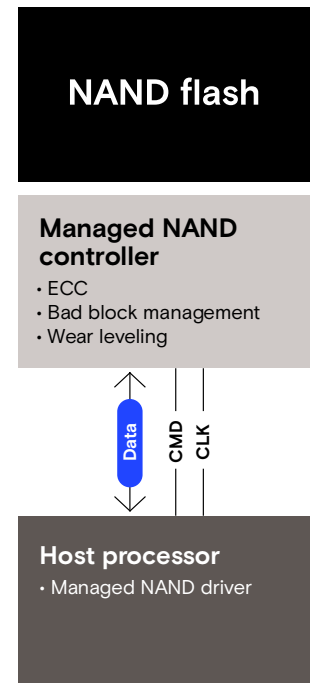 NAND flash
Managed NAND
controller
• ECC
• Bad block management
• Wear leveling
Data
CMD
CLK
Host processor
• Managed NAND driver